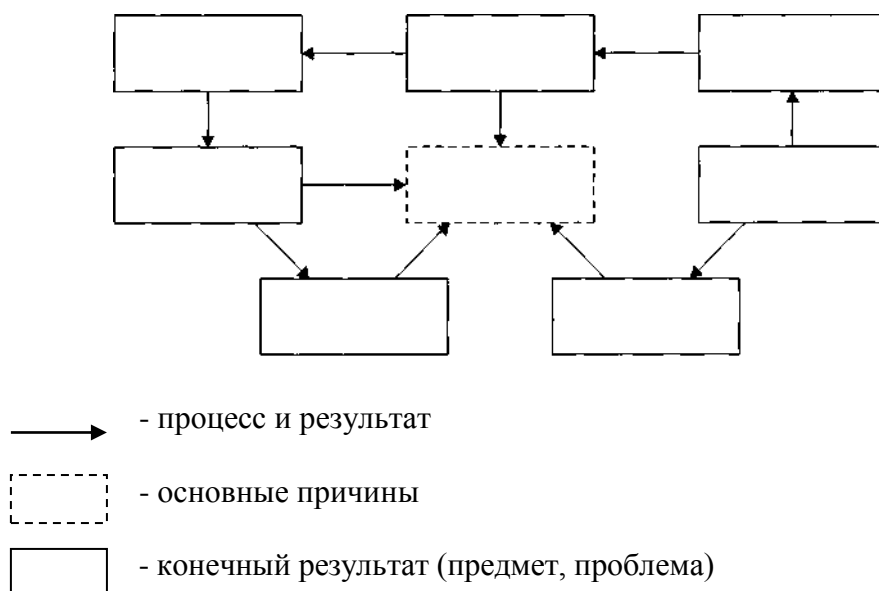 - процесс и результат
- основные причины
- конечный результат (предмет, проблема)